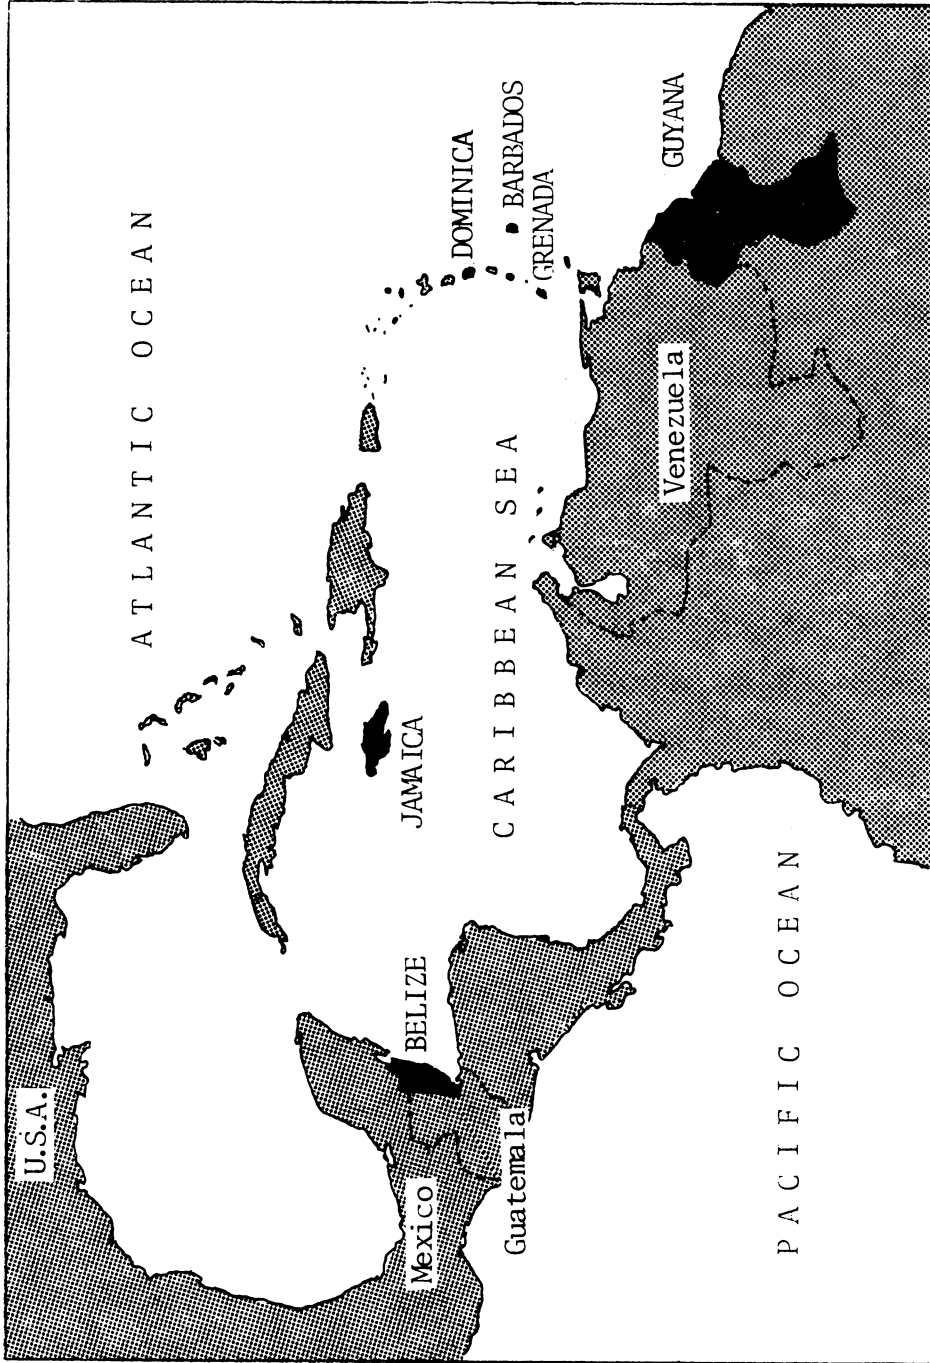 U.S.A.
ATLANTIC OCEAN
Mexico
BELIZE
JAMAICA
DOMINICA
BARBADOS
GRENADA
Guatemala
CARIBBEAN SEA
Venezuela
GUYANA
PACIFIC OCEAN